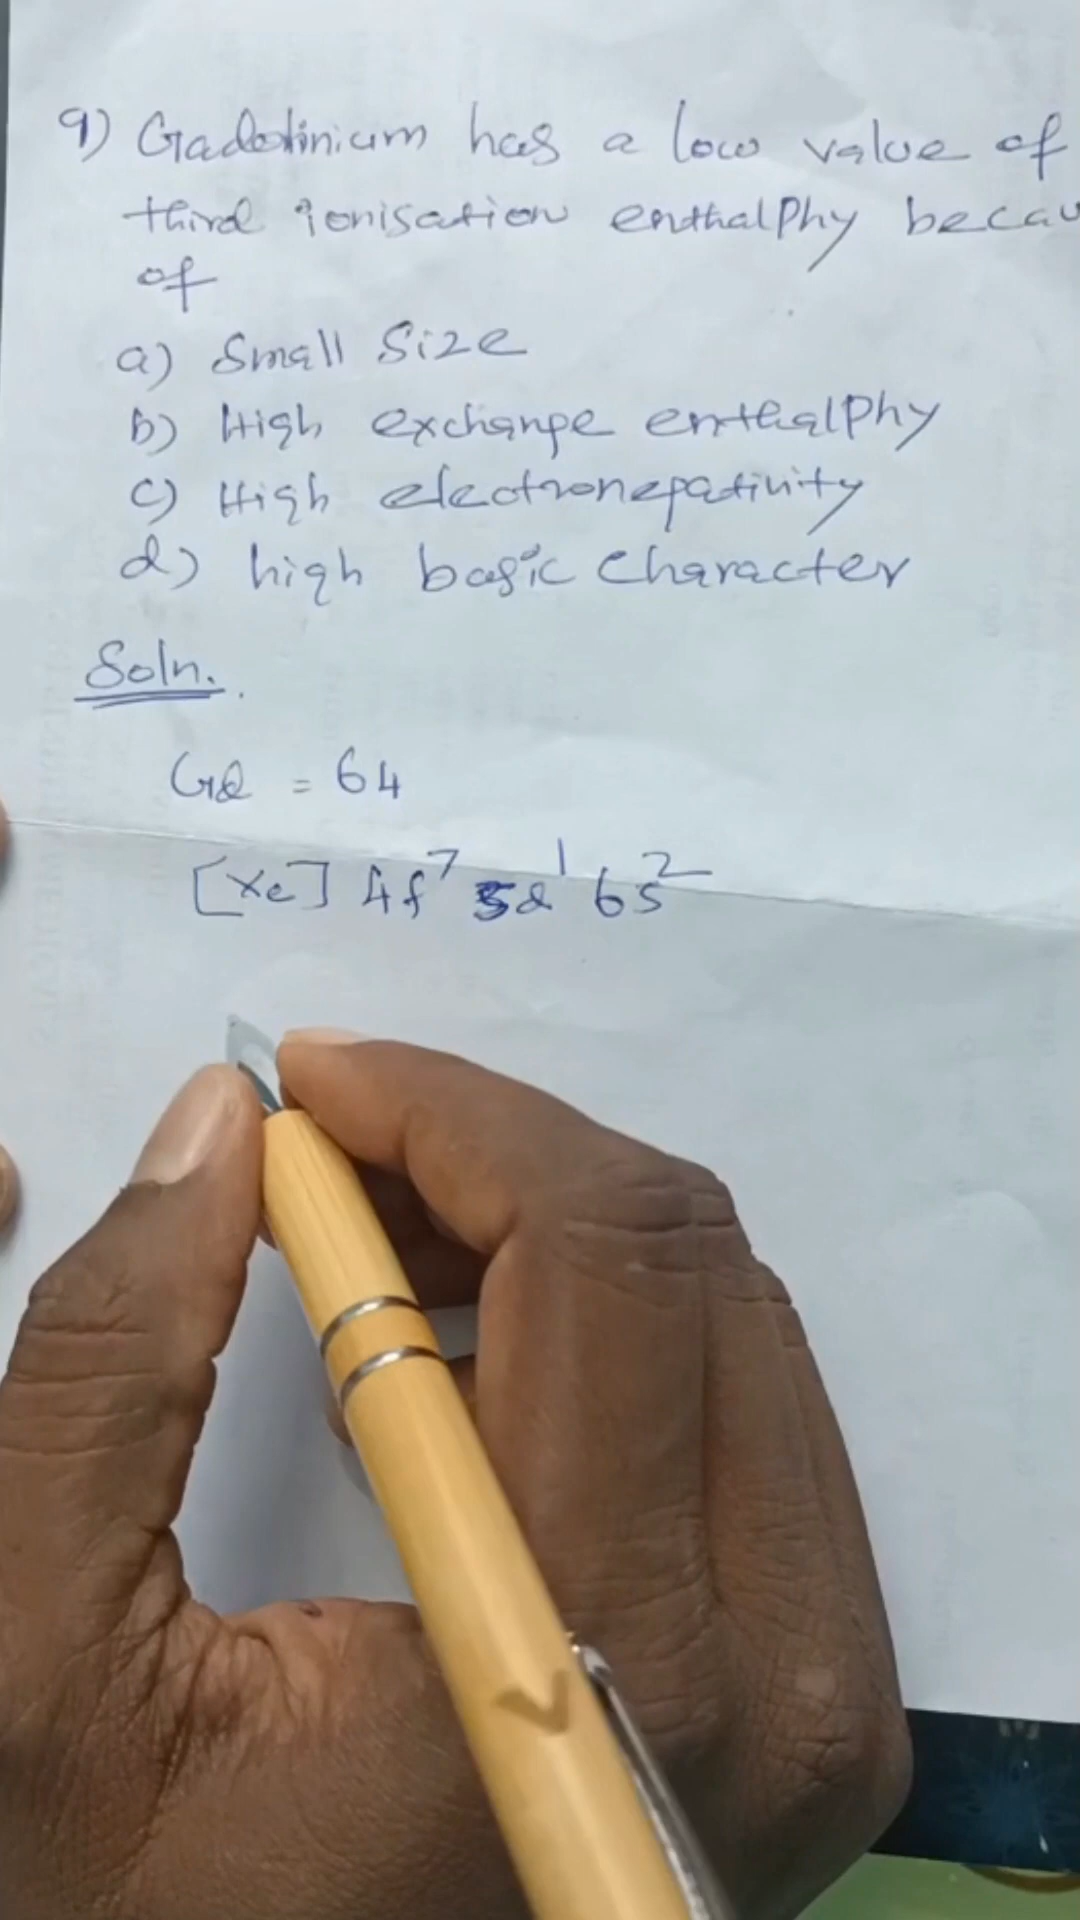 9) Gadolinium has a low value of
third ionisation enthalphy becau
of
a) Small Size
b) High exchange enthalphy
c) High electronegativity
d) high basic character
Soln.
Gd = 64
[Xe] 4f⁷ 5d¹ 6s²